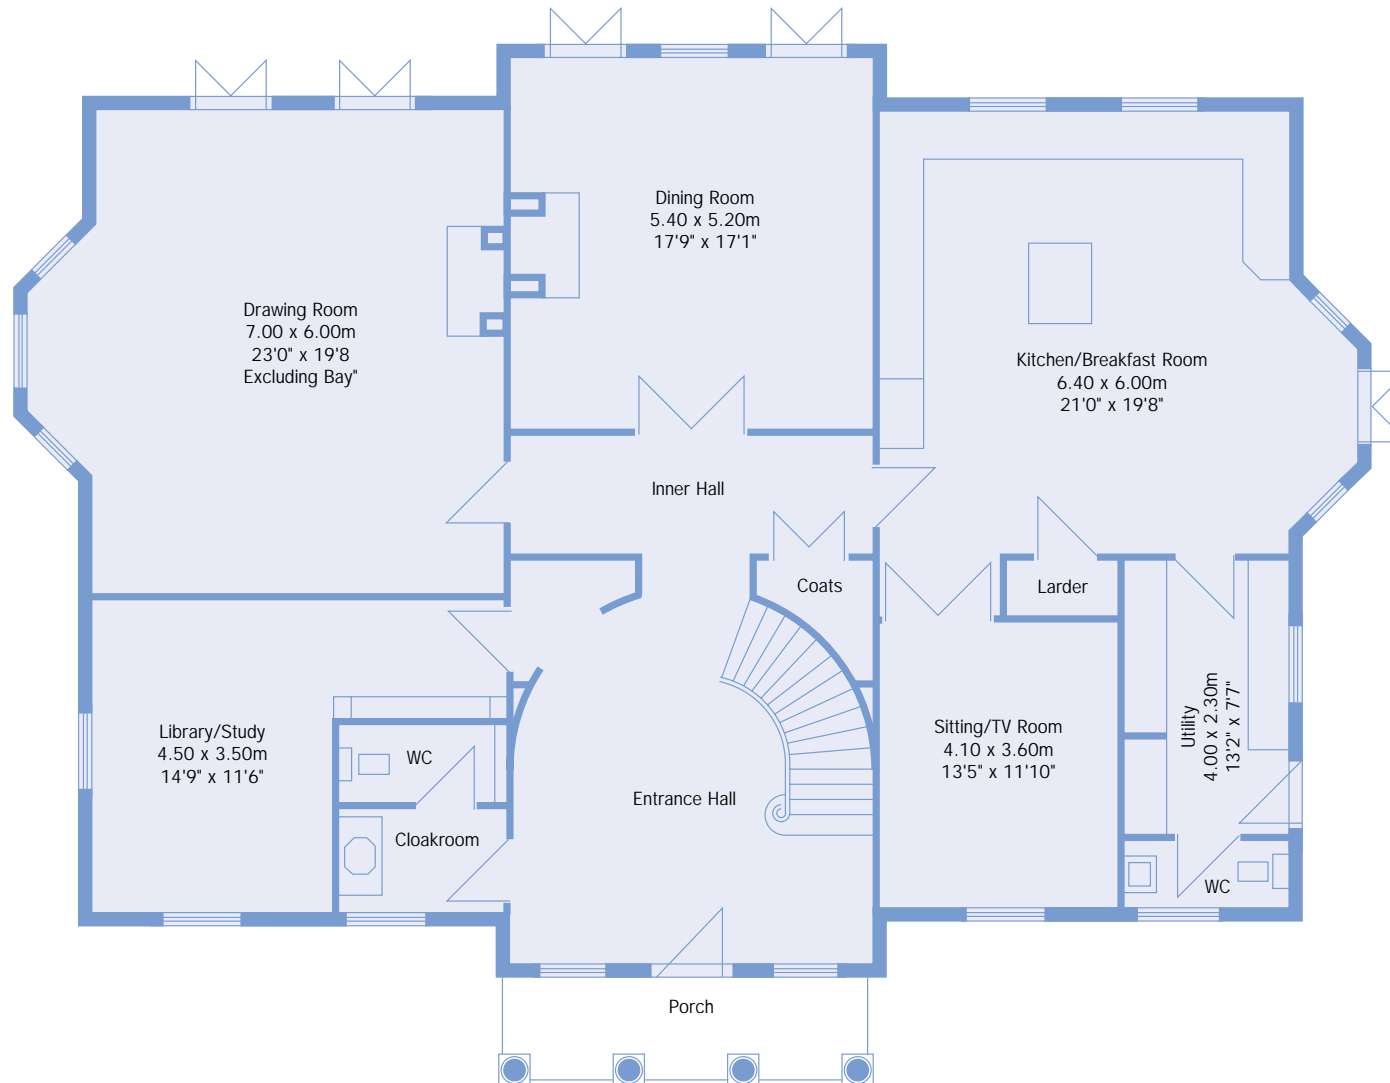 Dining Room
5.40 x 5.20m
17'9" x 17'1"
Drawing Room
7.00 x 6.00m
23'0" x 19'8
Excluding Bay"
Kitchen/Breakfast Room
6.40 x 6.00m
21'0" x 19'8"
Inner Hall
Coats
Larder
Library/Study
4.50 x 3.50m
14'9" x 11'6"
WC
Cloakroom
Entrance Hall
Sitting/TV Room
4.10 x 3.60m
13'5" x 11'10"
Utility
4.00 x 2.30m
13'2" x 7'7"
WC
Porch